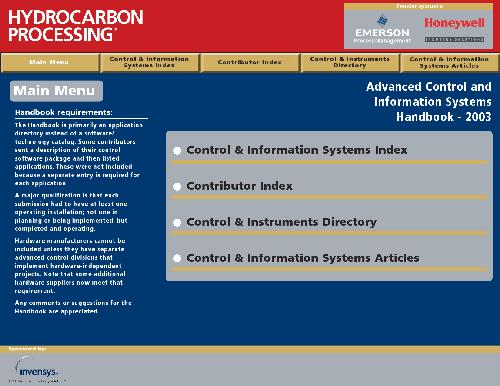 HYDROCARBON
PROCESSING®
Premier sponsors:
EMERSON
Process Management
Honeywell
INDUSTRY SOLUTIONS
Main Menu
Control & Information
Systems Index
Contributor Index
Control & Instruments
Directory
Control & Information
Systems Articles
Main Menu
Advanced Control and
Information Systems
Handbook - 2003
Handbook requirements:
The Handbook is primarily an application
directory instead of a software/
technology catalog. Some contributors
sent a description of their control
software package and then listed
applications. These were not included
because a separate entry is required for
each application
A major qualification is that each
submission had to have at least one
operating installation; not one in
planning or being implemented, but
completed and operating.
Hardware manufacturers cannot be
included unless they have separate
advanced control divisions that
implement hardware-independent
projects. Note that some additional
hardware suppliers now meet that
requirement.
Any comments or suggestions for the
Handbook are appreciated.
Control & Information Systems Index
Contributor Index
Control & Instruments Directory
Control & Information Systems Articles
Sponsored by:
invensys